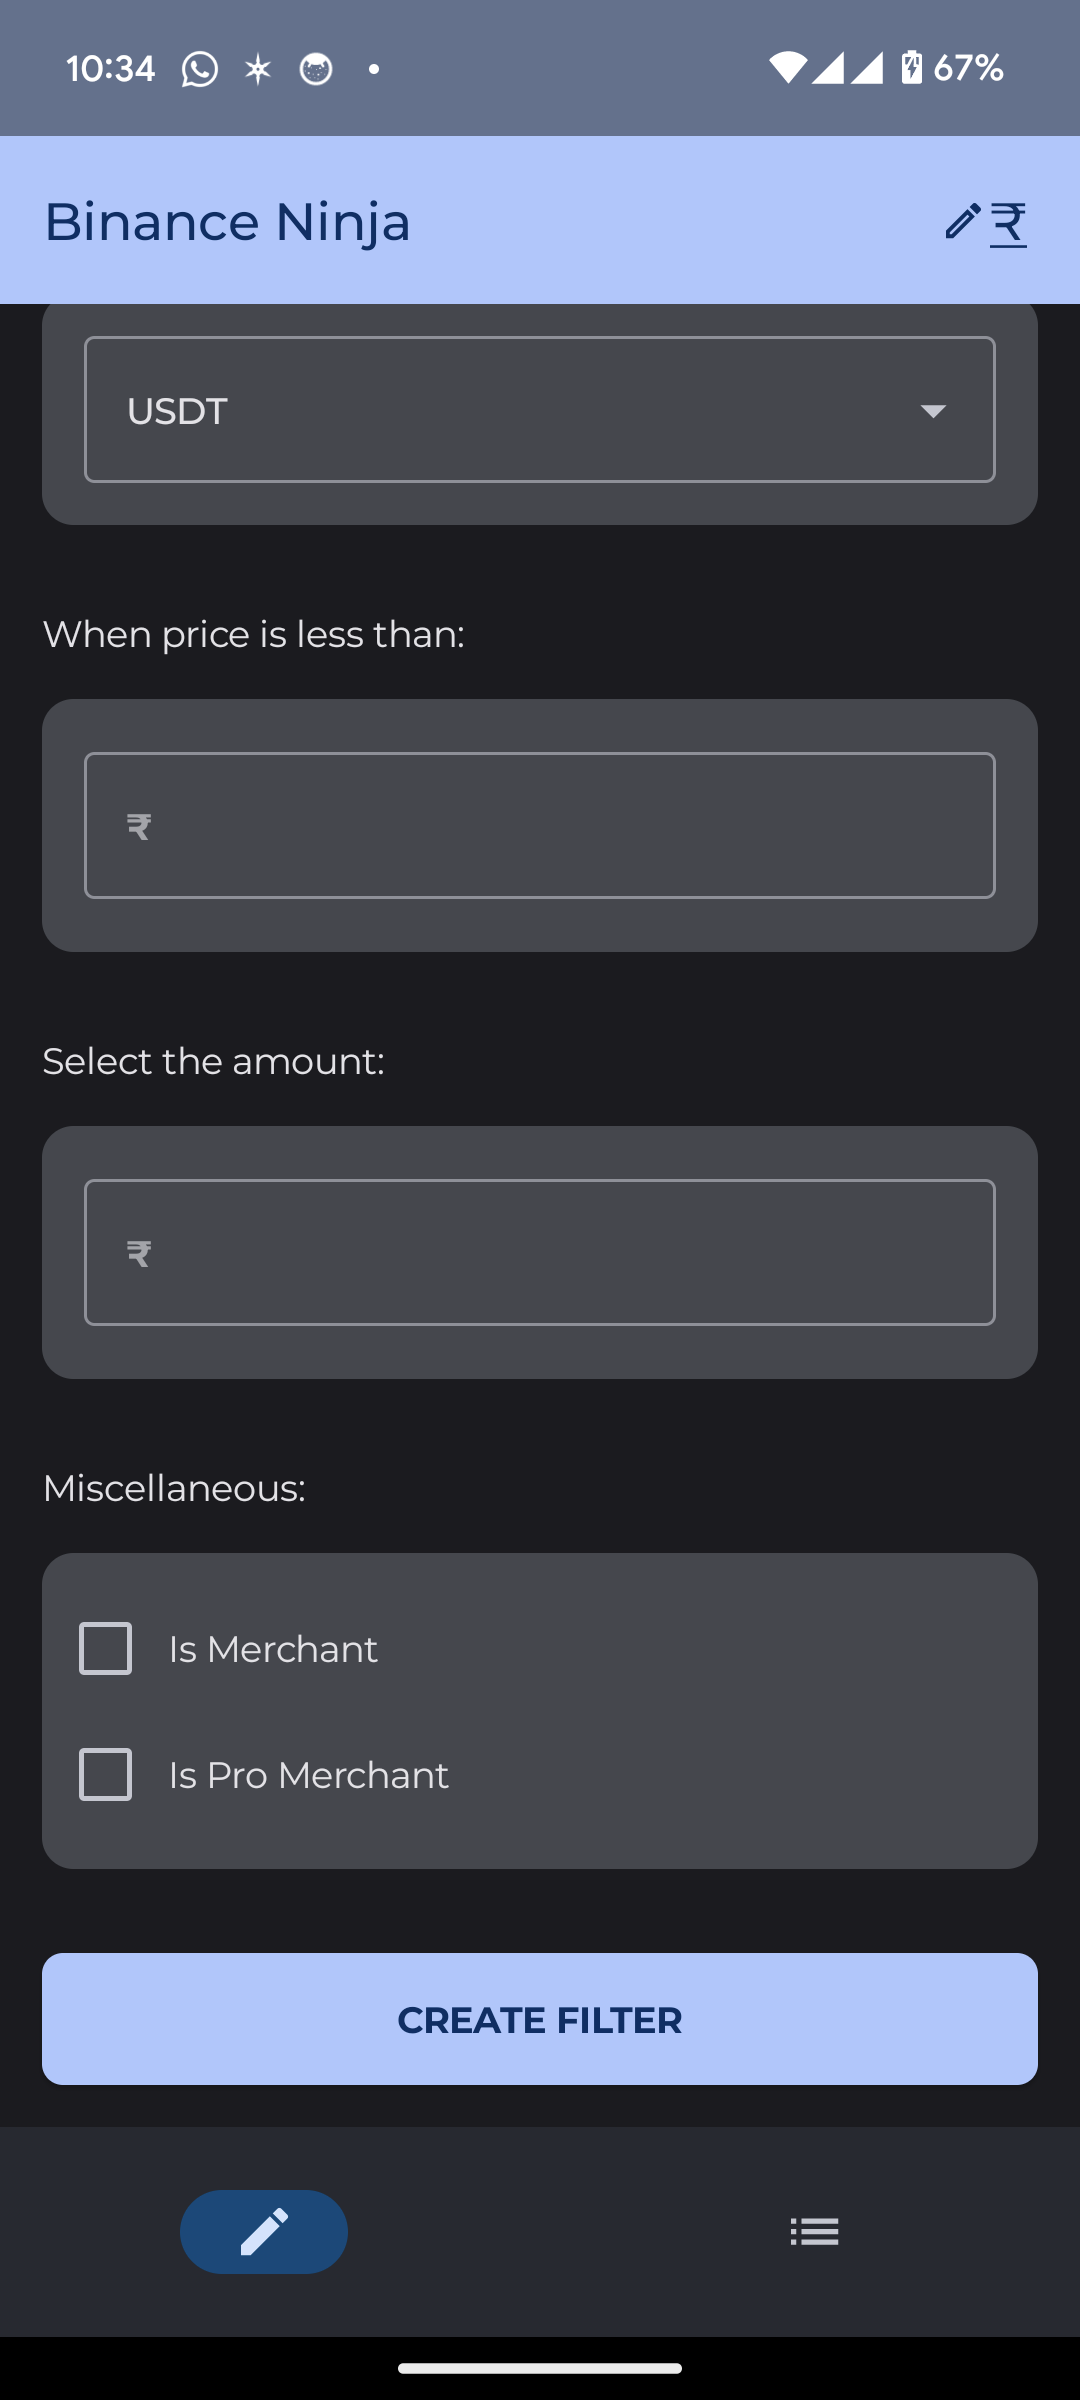 10:34
67%
Binance Ninja
₹
USDT
When price is less than:
₹
Select the amount:
₹
Miscellaneous:
Is Merchant
Is Pro Merchant
CREATE FILTER